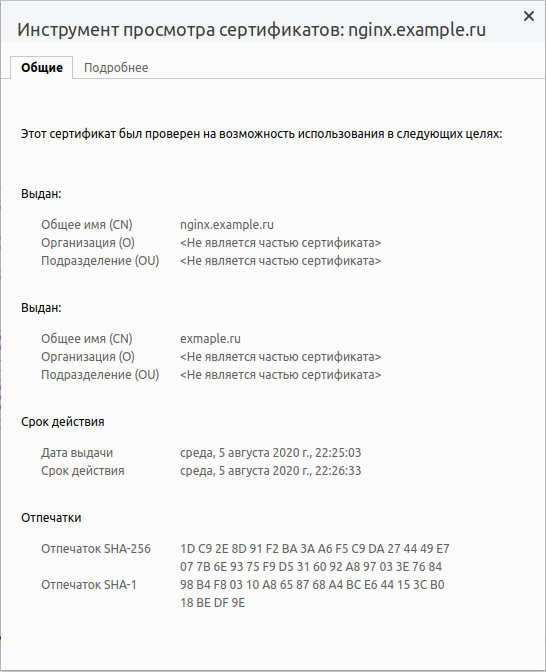 Инструмент просмотра сертификатов: nginx.example.ru
Общие
Подробнее
Этот сертификат был проверен на возможность использования в следующих целях:
Выдан:
Общее имя (CN) nginx.example.ru
Организация (O) <Не является частью сертификата>
Подразделение (OU) <Не является частью сертификата>
Выдан:
Общее имя (CN) exmaple.ru
Организация (O) <Не является частью сертификата>
Подразделение (OU) <Не является частью сертификата>
Срок действия
Дата выдачи среда, 5 августа 2020 г., 22:25:03
Срок действия среда, 5 августа 2020 г., 22:26:33
Отпечатки
Отпечаток SHA-256 1D C9 2E 8D 91 F2 BA 3A A6 F5 C9 DA 27 44 49 E7
07 7B 6E 93 75 F9 D5 31 60 92 A8 97 03 3E 76 84
Отпечаток SHA-1 98 B4 F8 03 10 A8 65 87 68 A4 BC E6 44 15 3C B0
18 BE DF 9E